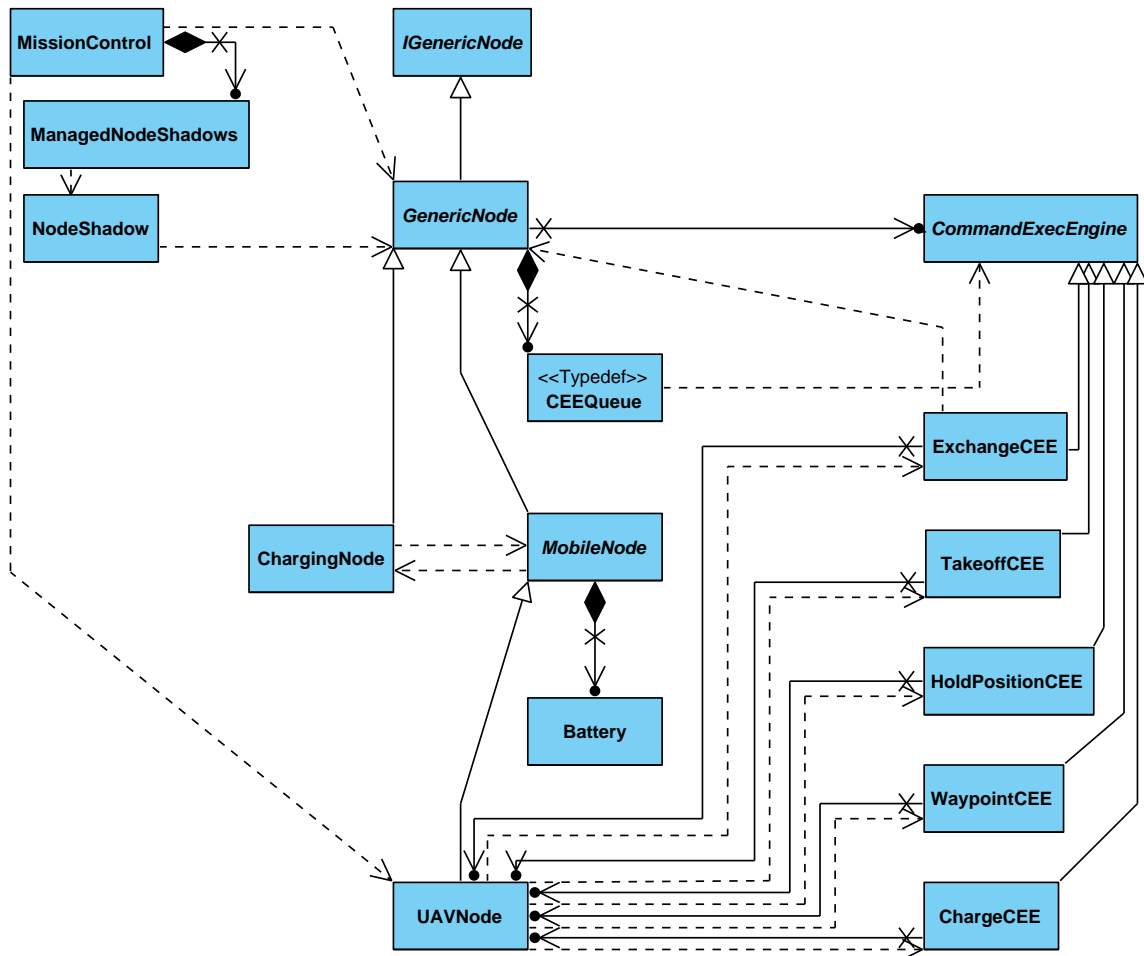 MissionControl
IGenericNode
ManagedNodeShadows
NodeShadow
GenericNode
CommandExecEngine
<<Typedef>>
CEEQueue
ExchangeCEE
ChargingNode
MobileNode
TakeoffCEE
HoldPositionCEE
Battery
WaypointCEE
UAVNode
ChargeCEE